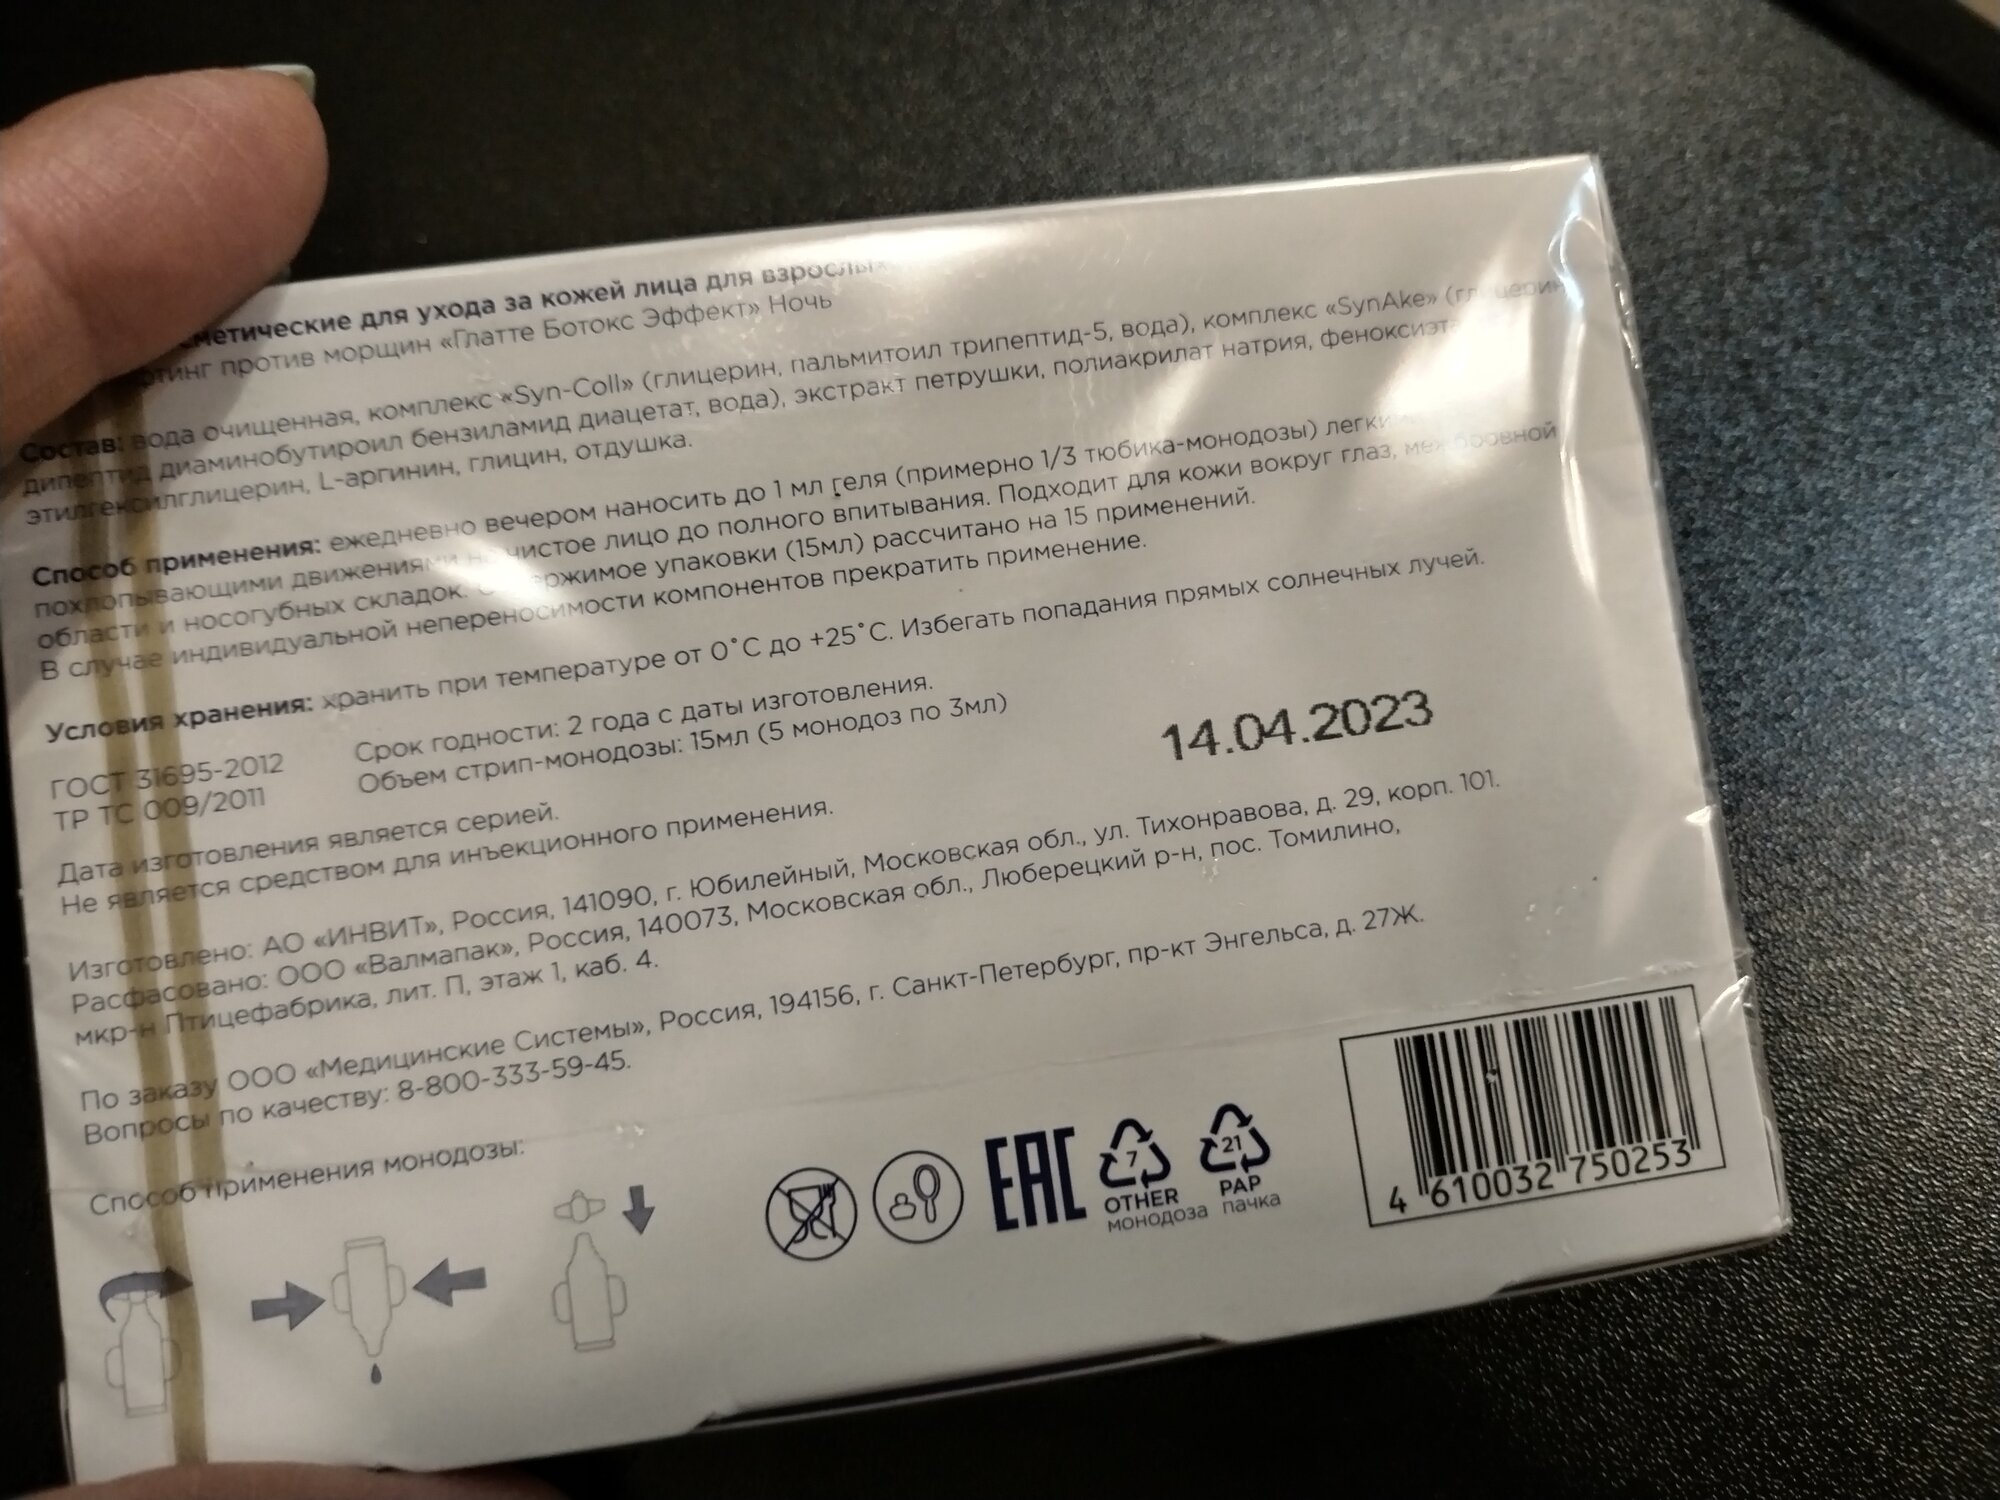 для ухода за кожей лица для взрослых
против морщин «Глатте Ботокс Эффект» Ночь
Состав: вода очищенная, комплекс «Syn-Coll» (глицерин, пальмитоил трипептид-5, вода), комплекс «SynAke» (глицерин
дипептид диаминобутироил бензиламид диацетат, вода), экстракт петрушки, полиакрилат натрия,
этилгексилглицерин, L-аргинин, глицин, отдушка.
Способ применения: ежедневно вечером наносить до 1 мл геля (примерно 1/3 тюбика-монодозы)
похлопывающими движениями на чистое лицо до полного впитывания. Подходит для кожи вокруг глаз, межбровной
области и носогубных складок. Содержимое упаковки (15мл) рассчитано на 15 применений.
В случае индивидуальной непереносимости компонентов прекратить применение.
Условия хранения: хранить при температуре от 0°C до +25°C. Избегать попадания прямых солнечных лучей.
ГОСТ 31695-2012
ТР ТС 009/2011
Срок годности: 2 года с даты изготовления.
Объем стрип-монодозы: 15мл (5 монодоз по 3мл)
14.04.2023
Дата изготовления является серией.
Не является средством для инъекционного применения.
Изготовлено: АО «ИНВИТ», Россия, 141090, г. Юбилейный, Московская обл., ул. Тихонравова, д. 29, корп. 101.
Расфасовано: ООО «Валмапак», Россия, 140073, Московская обл., Люберецкий р-н, пос. Томилино,
мкр-н Птицефабрика, лит. П, этаж 1, каб. 4.
По заказу ООО «Медицинские Системы», Россия, 194156, г. Санкт-Петербург, пр-кт Энгельса, д. 27Ж.
Вопросы по качеству: 8-800-333-59-45.
Способ применения монодозы:
EAC
7
OTHER
монодоза
21
PAP
пачка
4 610032 750253